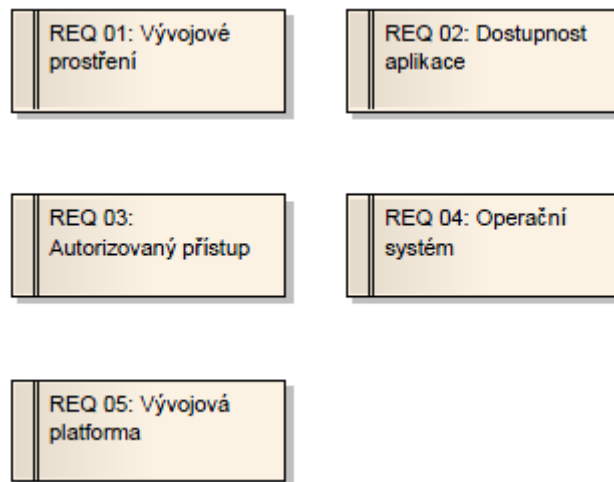 REQ 01: Vývojové
prostření
REQ 02: Dostupnost
aplikace
REQ 03:
Autorizovaný přístup
REQ 04: Operační
systém
REQ 05: Vývojová
platforma